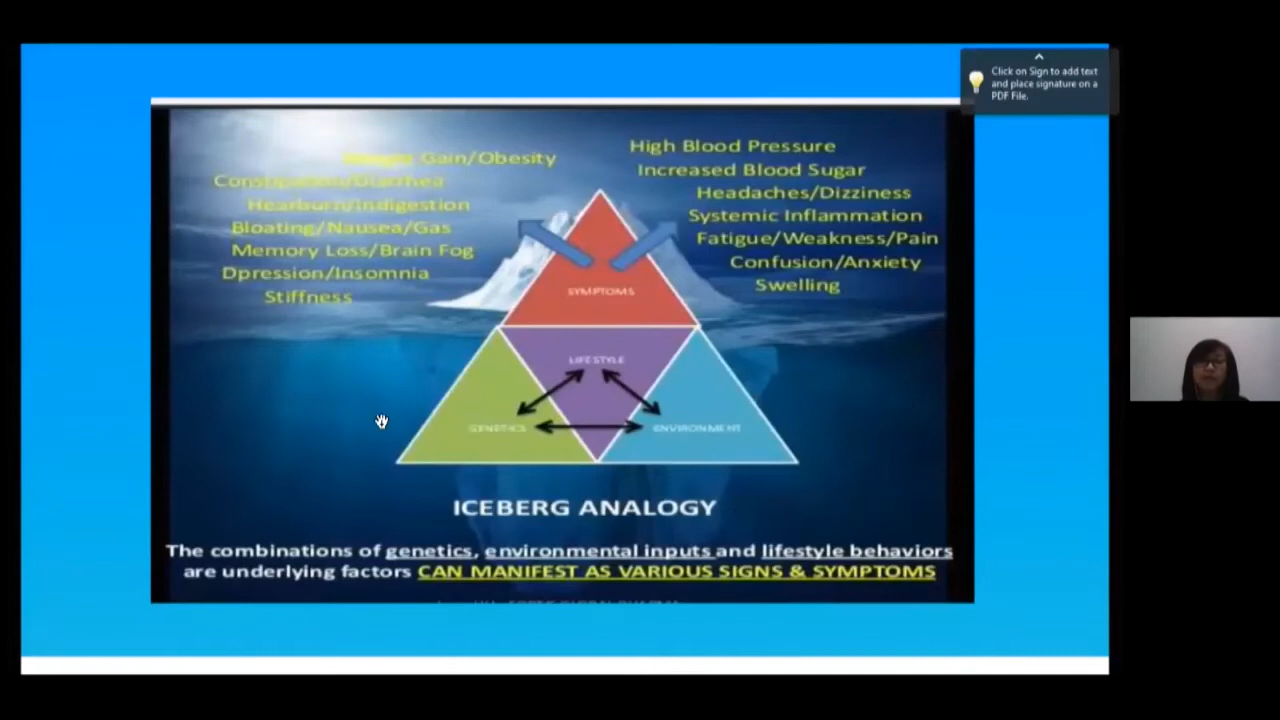 Click on Sign to add text
and place signature on a
PDF File.
Weight Gain/Obesity
Constipation/Diarrhea
Hearburn/Indigestion
Bloating/Nausea/Gas
Memory Loss/Brain Fog
Dpression/Insomnia
Stiffness
High Blood Pressure
Increased Blood Sugar
Headaches/Dizziness
Systemic Inflammation
Fatigue/Weakness/Pain
Confusion/Anxiety
Swelling
SYMPTOMS
LIFESTYLE
GENETICS
ENVIRONMENT
ICEBERG ANALOGY
The combinations of genetics, environmental inputs and lifestyle behaviors
are underlying factors CAN MANIFEST AS VARIOUS SIGNS & SYMPTOMS